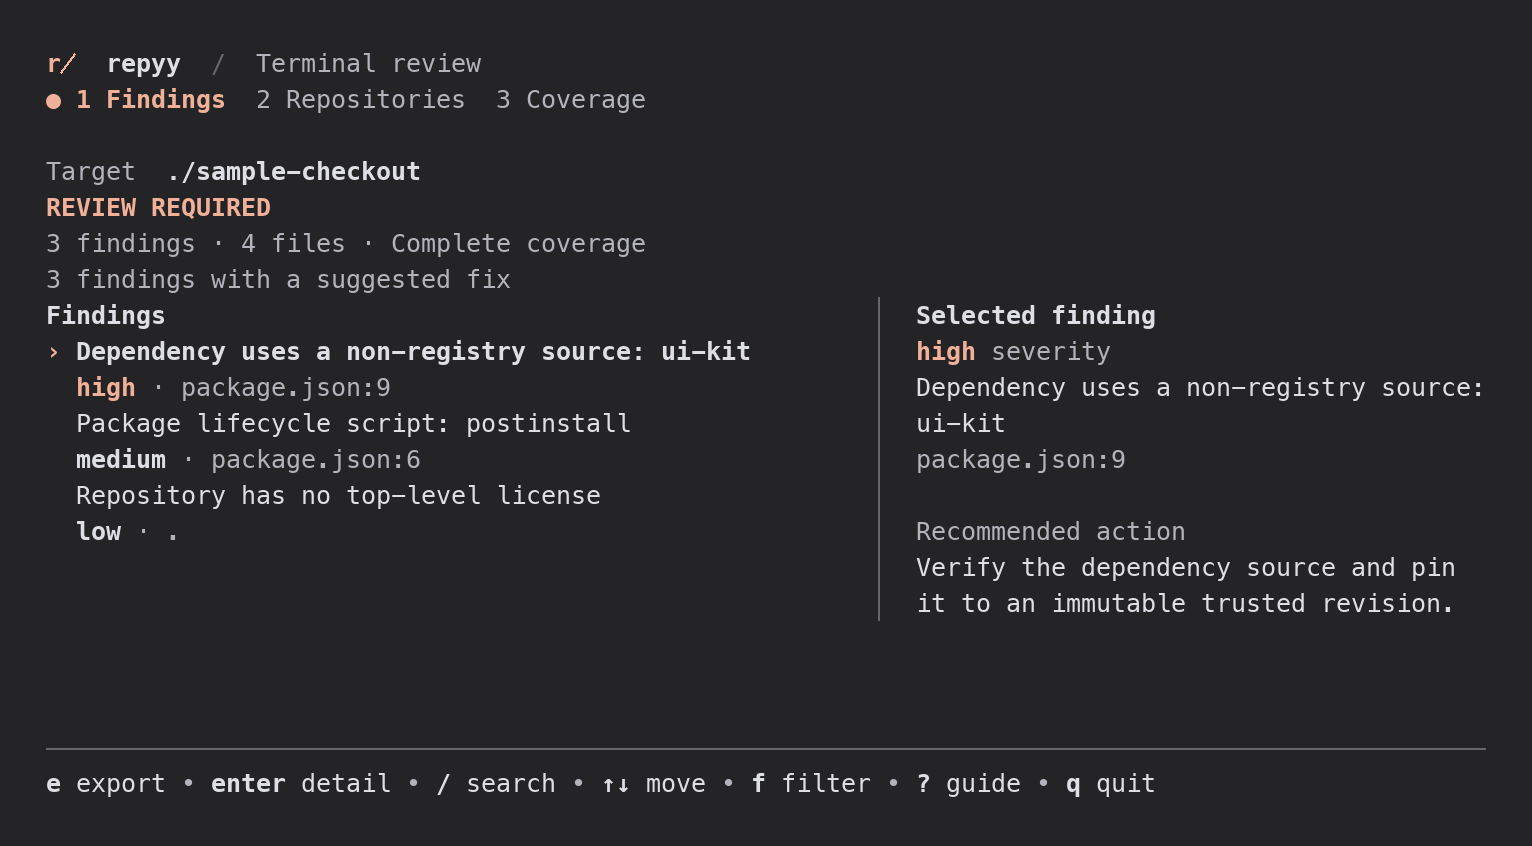 r/ repyy / Terminal review
● 1 Findings 2 Repositories 3 Coverage
Target ./sample-checkout
REVIEW REQUIRED
3 findings · 4 files · Complete coverage
3 findings with a suggested fix
Findings
› Dependency uses a non-registry source: ui-kit
high · package.json:9
Package lifecycle script: postinstall
medium · package.json:6
Repository has no top-level license
low · .
Selected finding
high severity
Dependency uses a non-registry source:
ui-kit
package.json:9
Recommended action
Verify the dependency source and pin
it to an immutable trusted revision.
e export • enter detail • / search • ↑↓ move • f filter • ? guide • q quit